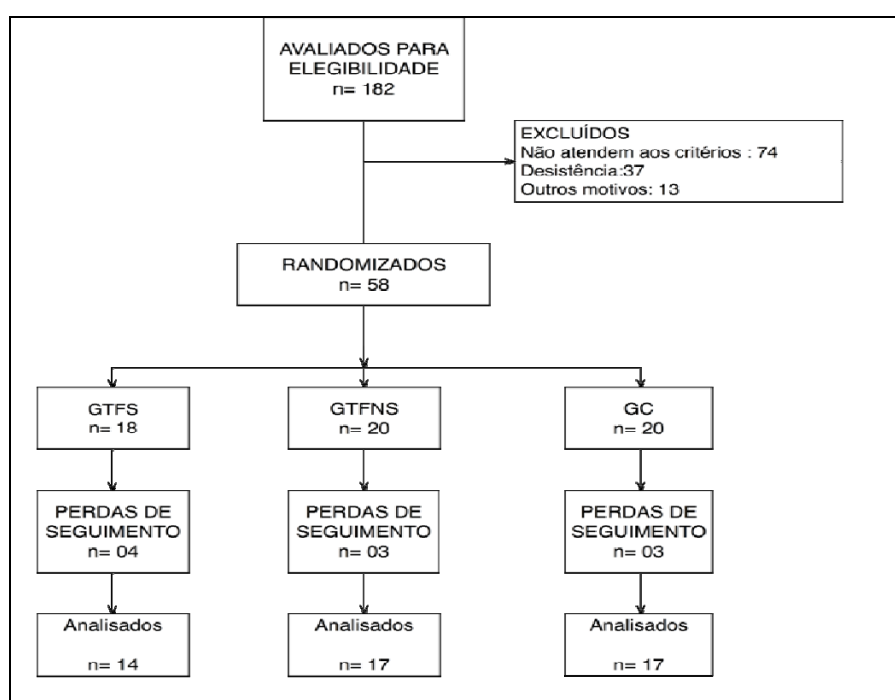 AVALIADOS PARA
ELEGIBILIDADE
n= 182
EXCLUÍDOS
Não atendem aos critérios : 74
Desistência:37
Outros motivos: 13
RANDOMIZADOS
n= 58
GTFS
n= 18
GTFNS
n= 20
GC
n= 20
PERDAS DE
SEGUIMENTO
n= 04
PERDAS DE
SEGUIMENTO
n= 03
PERDAS DE
SEGUIMENTO
n= 03
Analisados
n= 14
Analisados
n= 17
Analisados
n= 17